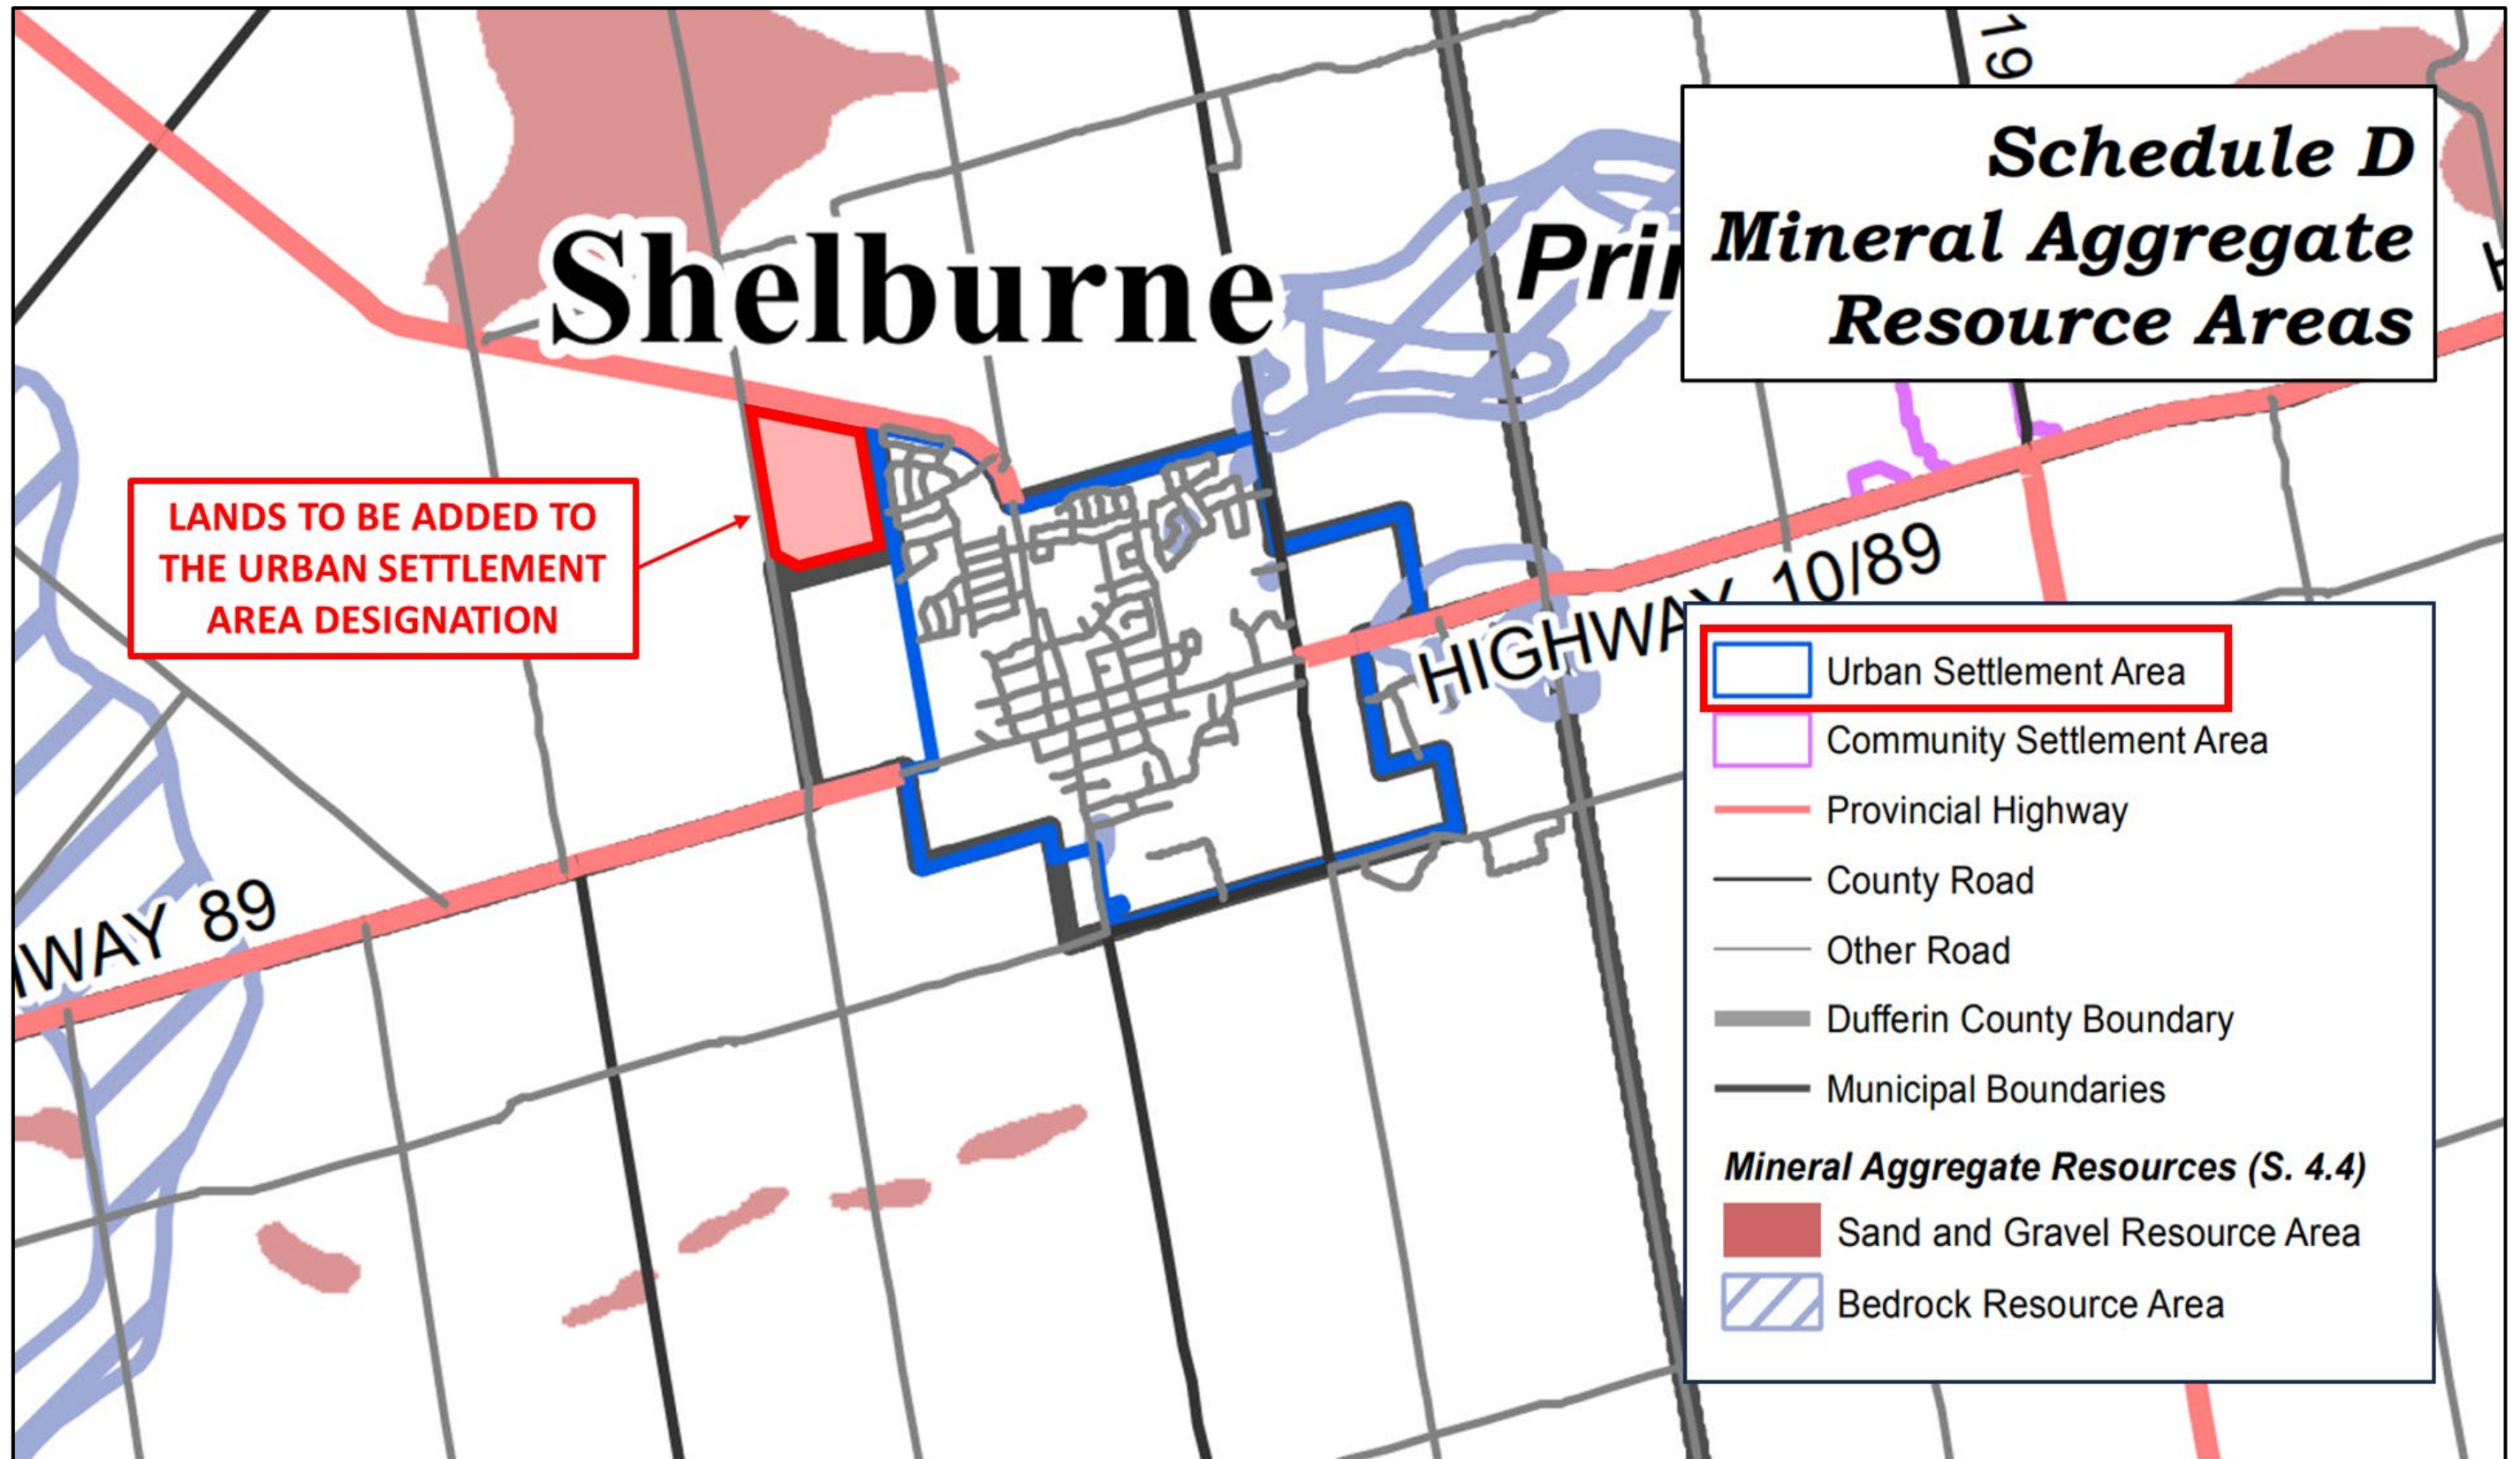 19
Schedule D
Mineral Aggregate
Resource Areas
Shelburne
LANDS TO BE ADDED TO
THE URBAN SETTLEMENT
AREA DESIGNATION
HIGHWAY 10/89
89
Urban Settlement Area
Community Settlement Area
Provincial Highway
County Road
Other Road
Dufferin County Boundary
Municipal Boundaries
Mineral Aggregate Resources (S. 4.4)
Sand and Gravel Resource Area
Bedrock Resource Area